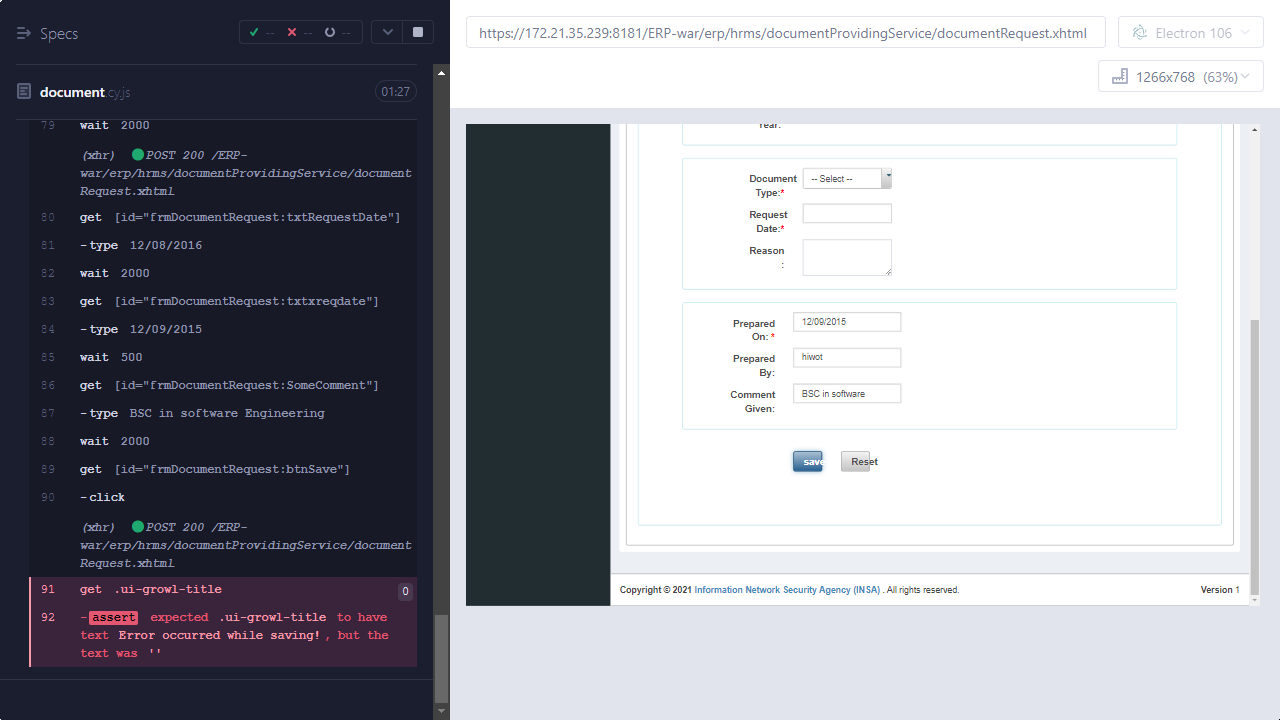 Specs
--
--
--
document.cy.js
01:27
79 wait 2000
(xhr) POST 200 /ERP-
war/erp/hrms/documentProvidingService/document
Request.xhtml
80 get [id="frmDocumentRequest:txtRequestDate"]
81 -type 12/08/2016
82 wait 2000
83 get [id="frmDocumentRequest:txtxreqdate"]
84 -type 12/09/2015
85 wait 500
86 get [id="frmDocumentRequest:SomeComment"]
87 -type BSC in software Engineering
88 wait 2000
89 get [id="frmDocumentRequest:btnSave"]
90 -click
(xhr) POST 200 /ERP-
war/erp/hrms/documentProvidingService/document
Request.xhtml
91 get .ui-growl-title 0
92 -assert expected .ui-growl-title to have
text Error occurred while saving!, but the
text was ''
https://172.21.35.239:8181/ERP-war/erp/hrms/documentProvidingService/documentRequest.xhtml
Electron 106
1266x768 (63%)
Year:
Document
Type:*
-- Select --
Request
Date:*
Reason
:
Prepared
On: *
12/09/2015
Prepared
By:
hiwot
Comment
Given:
BSC in software
save
Reset
Copyright © 2021 Information Network Security Agency (INSA) . All rights reserved.
Version 1